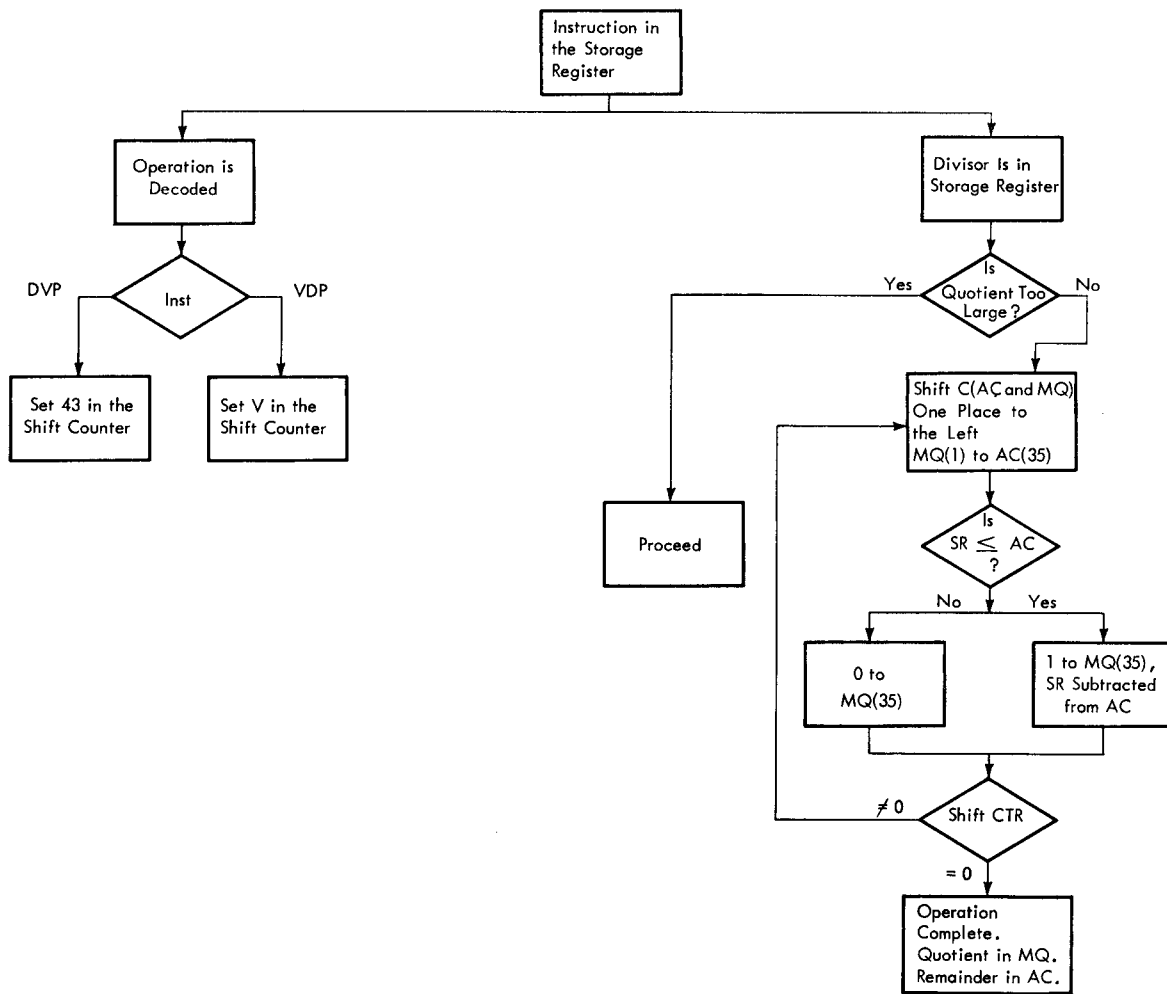 Instruction in
the Storage
Register
Operation is
Decoded
Divisor Is in
Storage Register
DVP
Inst
VDP
Yes
Is
Quotient Too
Large?
No
Set 43 in the
Shift Counter
Set V in the
Shift Counter
Shift C(AC and MQ)
One Place to
the Left
MQ(1) to AC(35)
Proceed
Is
SR ≤ AC
?
No
Yes
0 to
MQ(35)
1 to MQ(35),
SR Subtracted
from AC
≠ 0
Shift CTR
= 0
Operation
Complete.
Quotient in MQ.
Remainder in AC.